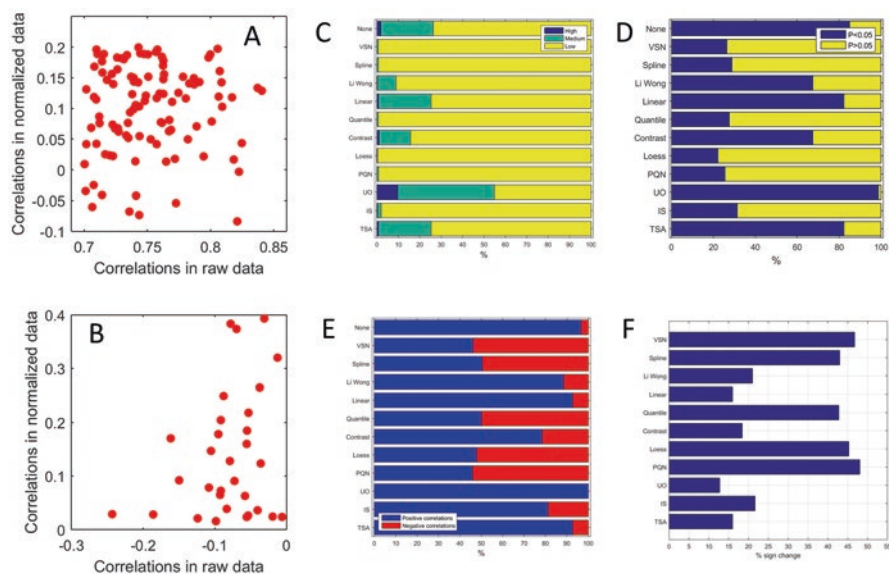 A
0.2
0.15
0.1
0.05
0
-0.05
-0.1
0.7 0.75 0.8 0.85
Correlations in normalized data
Correlations in raw data
C
High
Medium
Low
None
VSN
Spline
Li Wong
Linear
Quantile
Contrast
Loess
PQN
UO
IS
TSA
0 10 20 30 40 50 60 70 80 90 100
%
D
P<0.05
P>0.05
None
VSN
Spline
Li Wong
Linear
Quantile
Contrast
Loess
PQN
UO
IS
TSA
0 20 40 60 80 100
%
B
0.4
0.3
0.2
0.1
0
-0.3 -0.2 -0.1 0
Correlations in normalized data
Correlations in raw data
E
None
VSN
Spline
Li Wong
Linear
Quantile
Contrast
Loess
PQN
UO
IS
TSA
Positive correlations
Negative correlations
0 10 20 30 40 50 60 70 80 90 100
%
F
VSN
Spline
Li Wong
Linear
Quantile
Contrast
Loess
PQN
UO
IS
TSA
0 5 10 15 20 25 30 35 40 45 50 55
% sign change